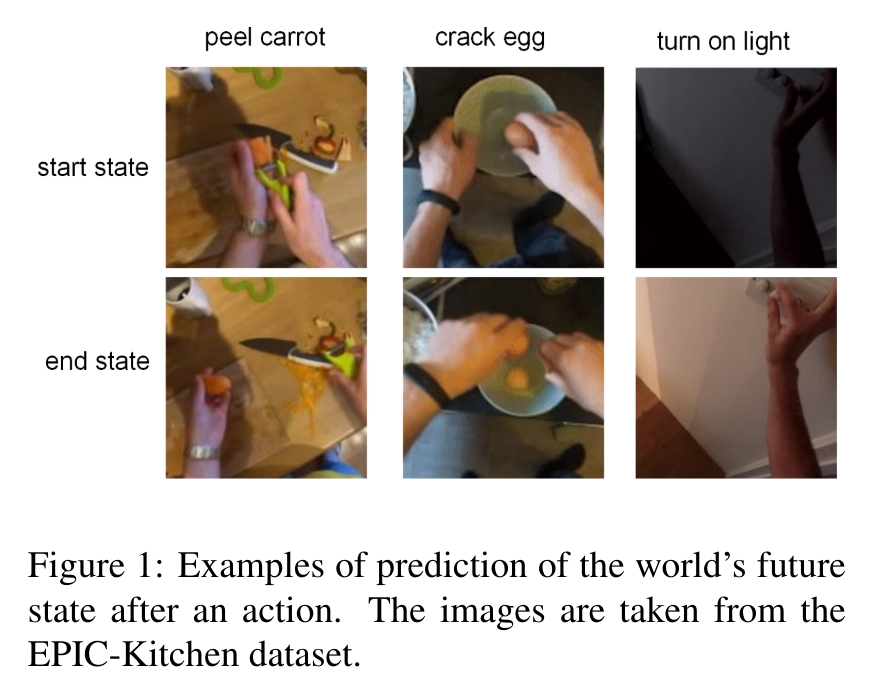 peel carrot crack egg turn on light
start state
end state
Figure 1: Examples of prediction of the world's future
state after an action. The images are taken from the
EPIC-Kitchen dataset.